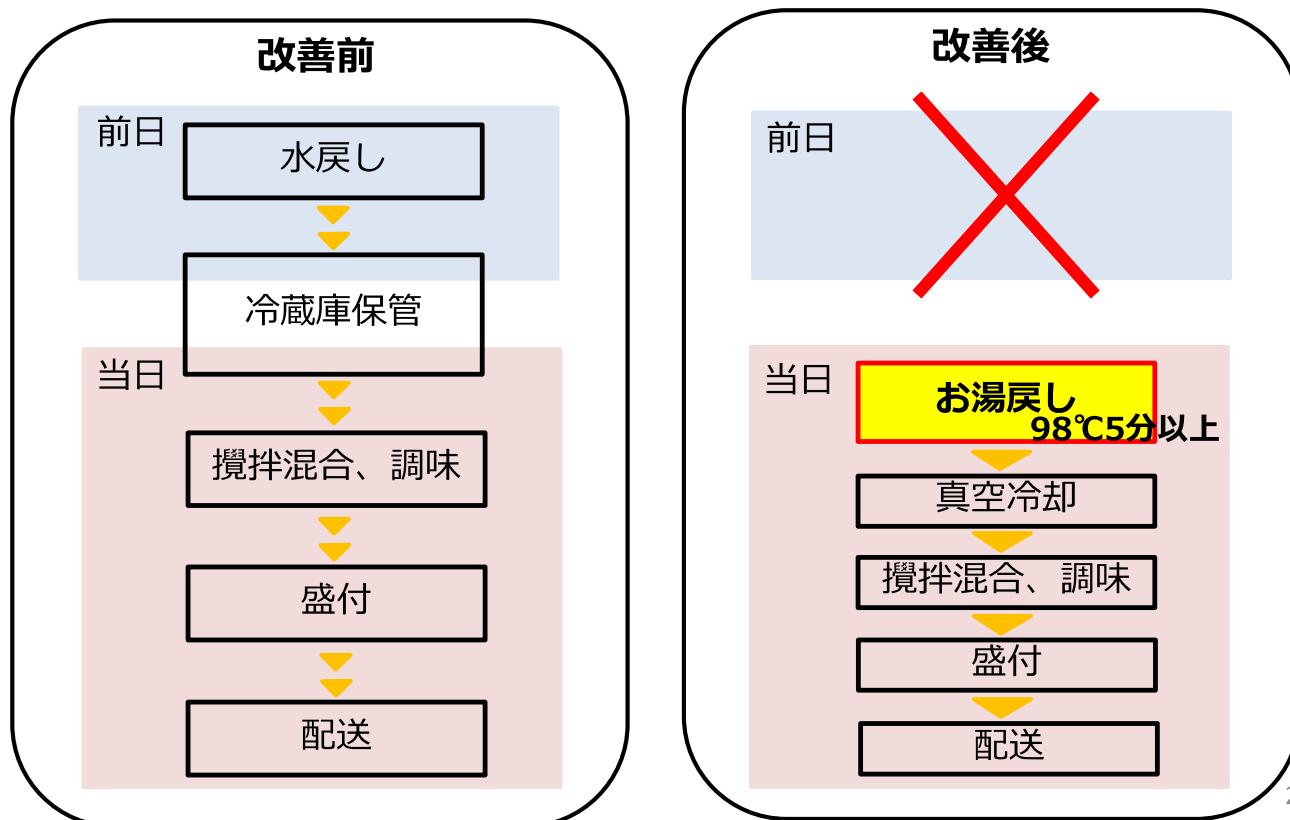 改善前
前日
水戻し
冷蔵庫保管
当日
攪拌混合、調味
盛付
配送
改善後
前日
当日
お湯戻し
98℃5分以上
真空冷却
攪拌混合、調味
盛付
配送
2